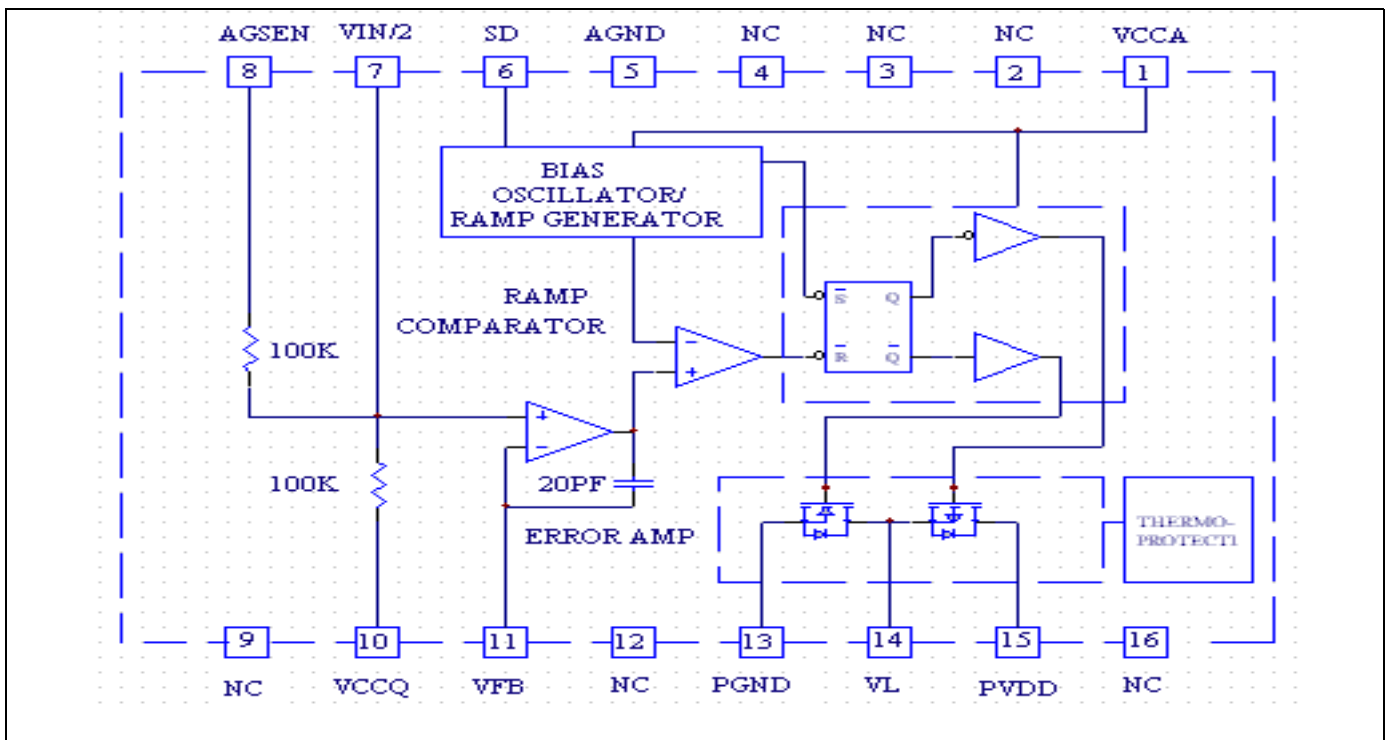 AGSEN VIN/2 SD AGND NC NC NC VCCA
8 7 6 5 4 3 2 1
BIAS
OSCILLATOR/
RAMP GENERATOR
RAMP
COMPARATOR
S Q
R Q
100K
- 
+
+
-
100K
20PF
ERROR AMP
THERMO-
PROTECTI
9 10 11 12 13 14 15 16
NC VCCQ VFB NC PGND VL PVDD NC